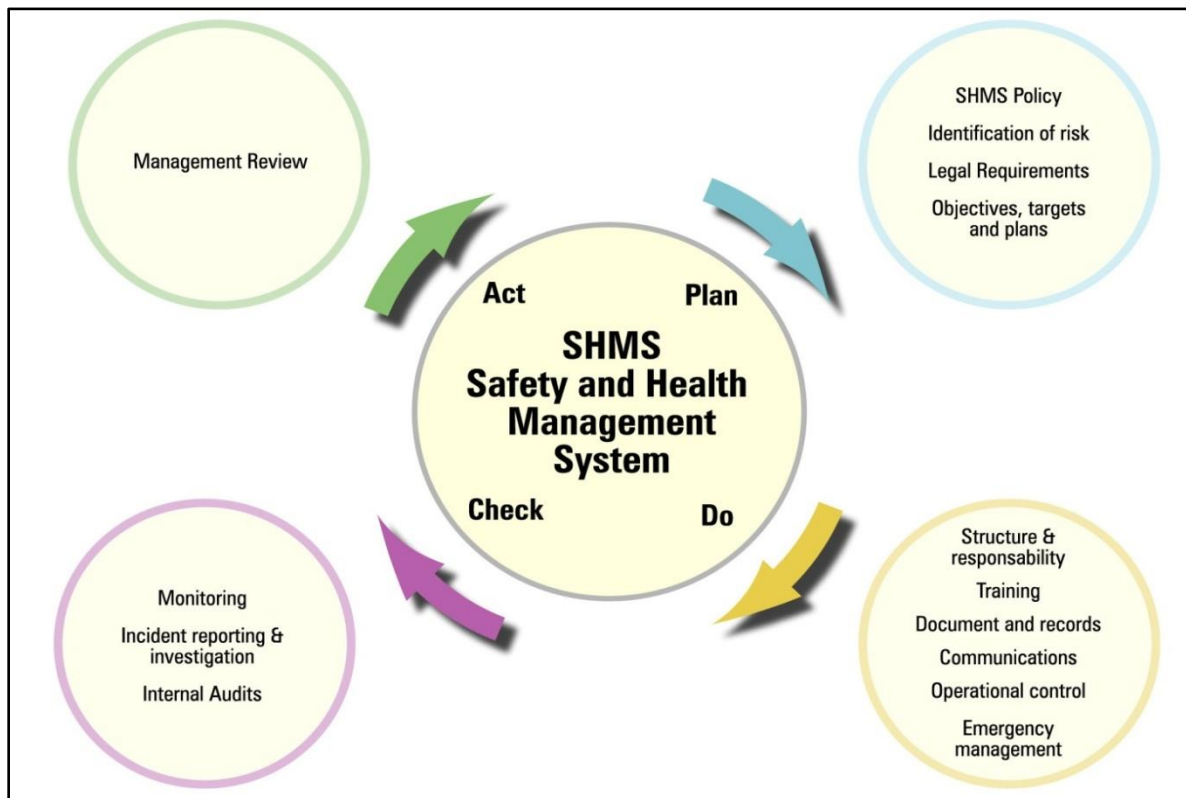 Management Review
SHMS Policy
Identification of risk
Legal Requirements
Objectives, targets
and plans
Act
Plan
SHMS
Safety and Health
Management
System
Check
Do
Monitoring
Incident reporting &
investigation
Internal Audits
Structure &
responsability
Training
Document and records
Communications
Operational control
Emergency
management